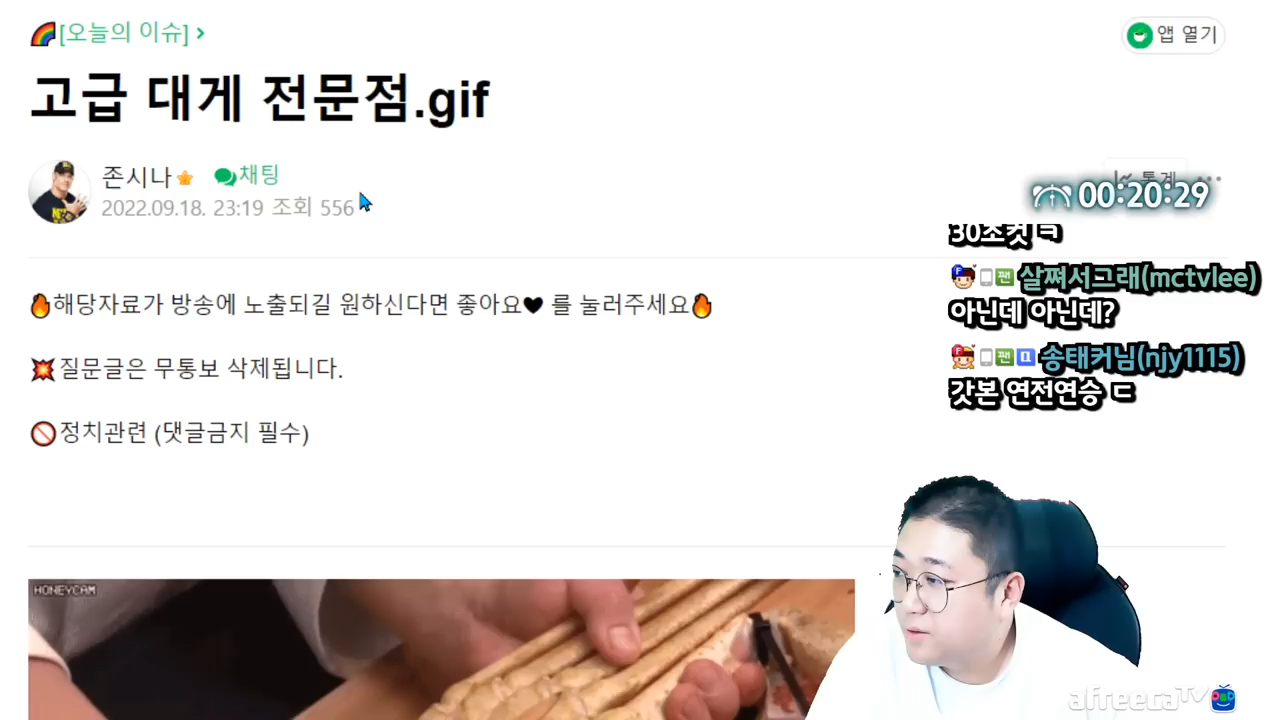 [오늘의 이슈] >
앱 열기
고급 대게 전문점.gif
존시나
채팅
2022.09.18. 23:19 조회 556
통계
00:20:29
30초컷 ㅋ
팬 살쪄서그래(mctvlee)
아닌데 아닌데?
팬 송태커님(njy1115)
갓본 연전연승 ㄷ
해당자료가 방송에 노출되길 원하신다면 좋아요 를 눌러주세요
질문글은 무통보 삭제됩니다.
정치관련 (댓글금지 필수)
HONEYCAM
afreecaTV